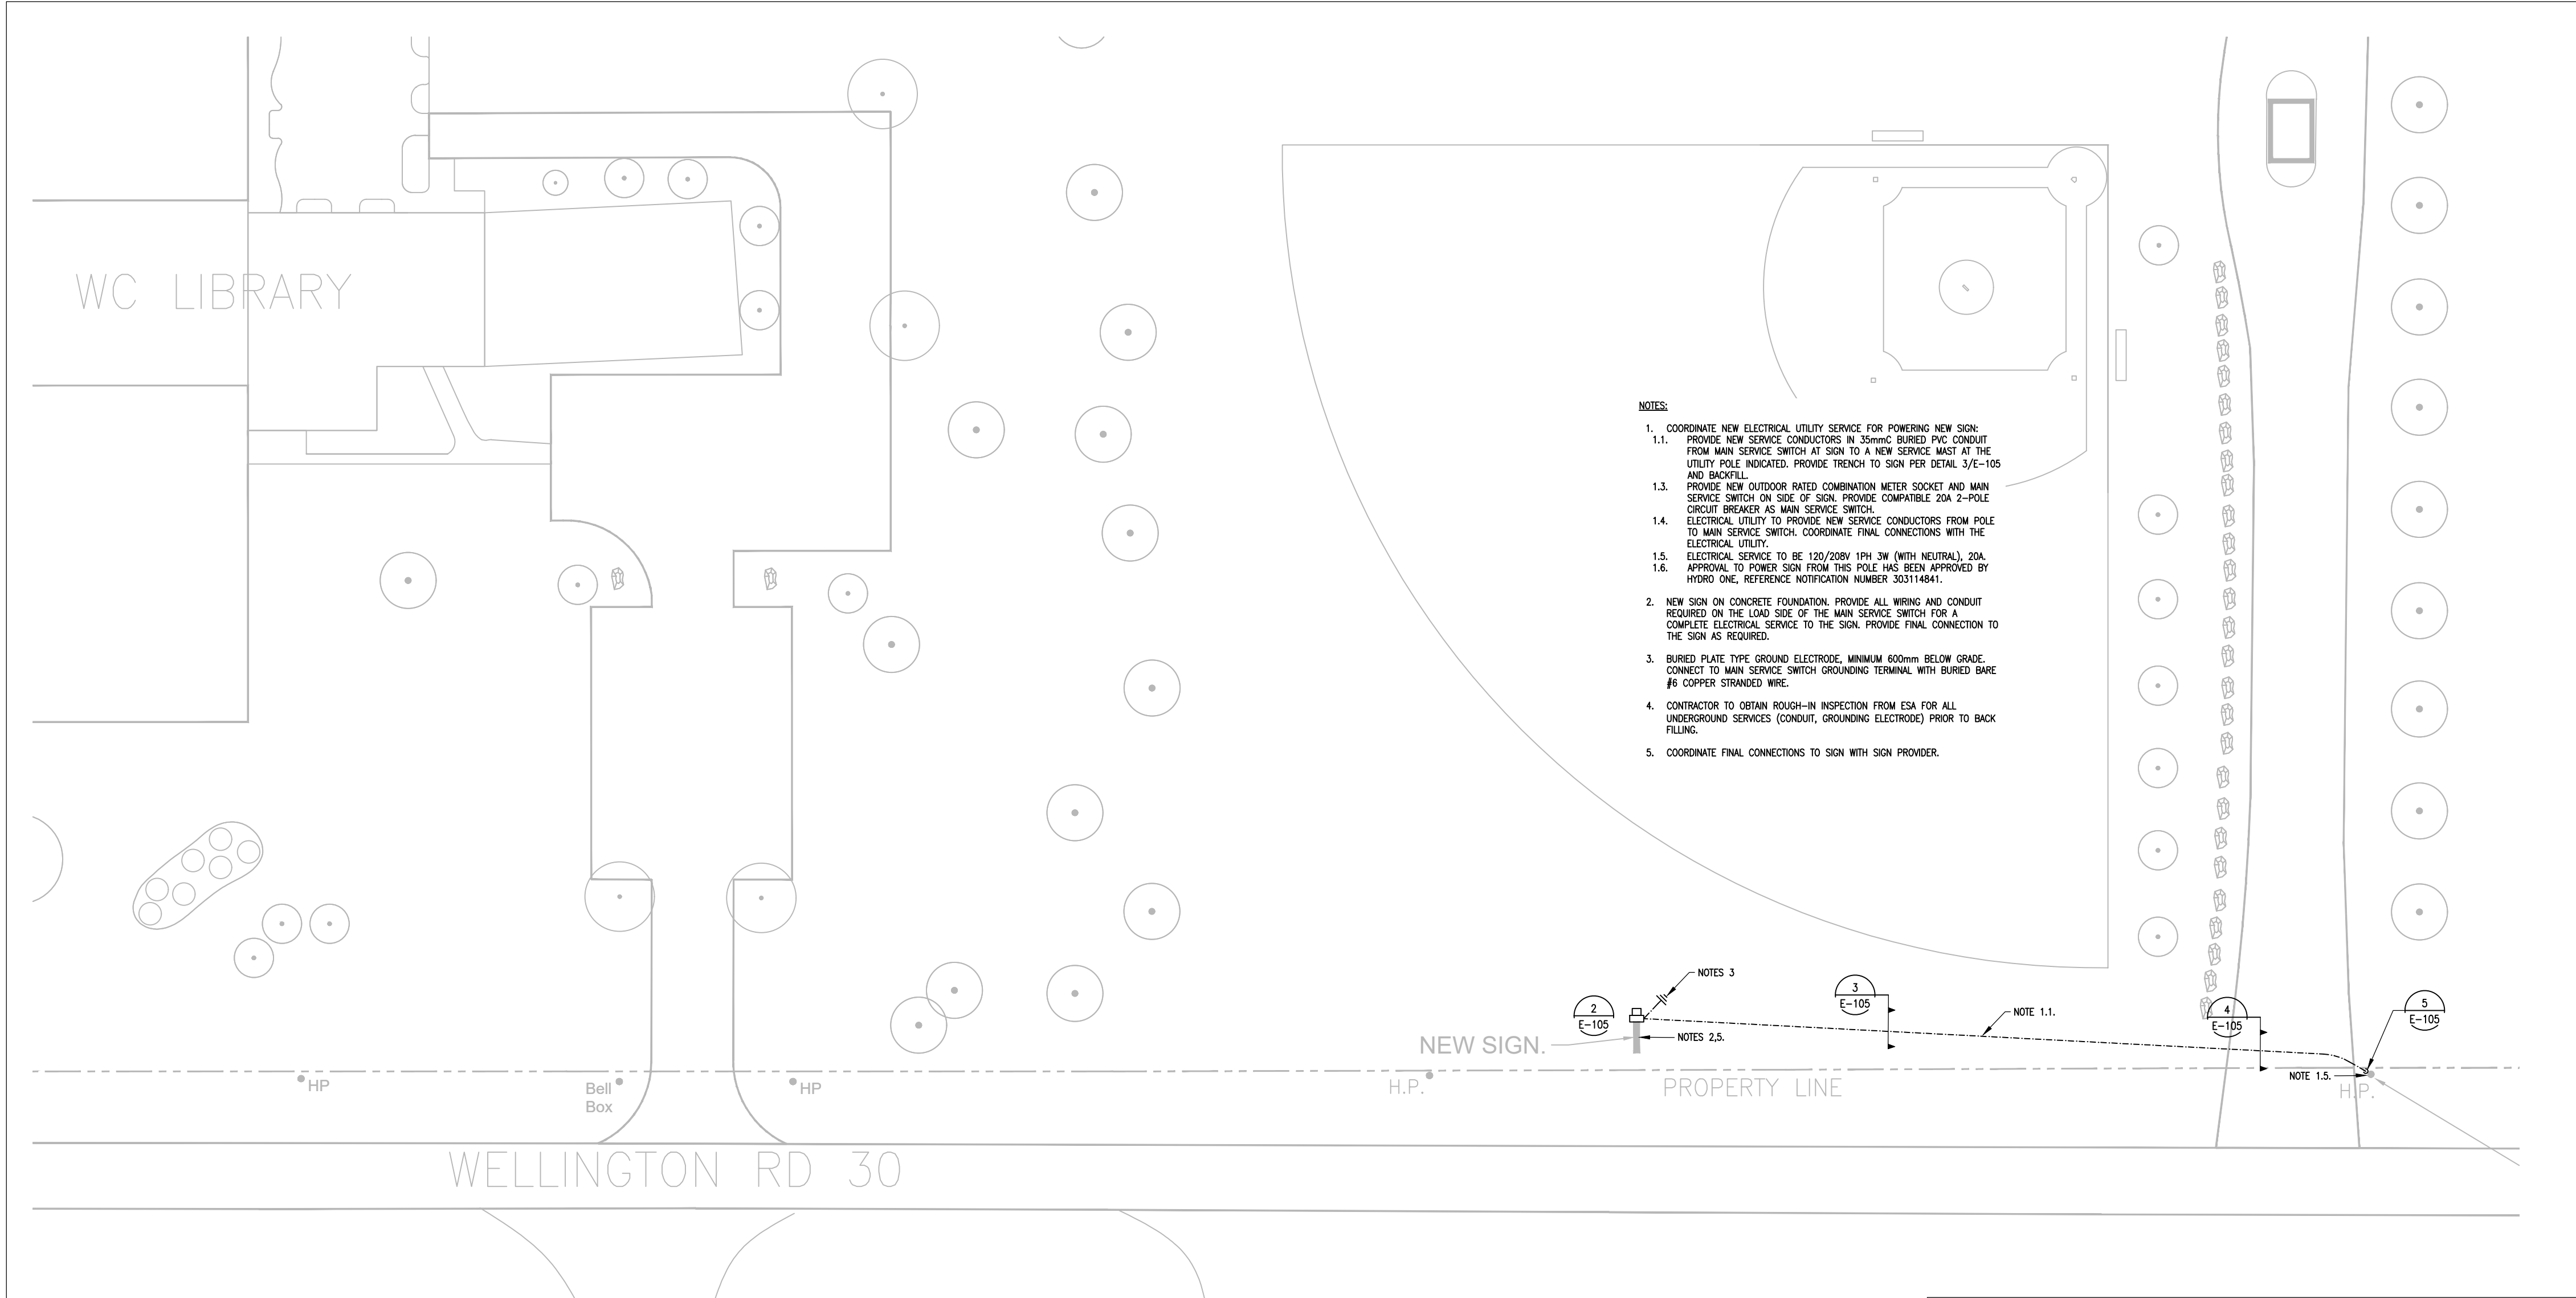 WC LIBRARY
NOTES:
1. COORDINATE NEW ELECTRICAL UTILITY SERVICE FOR POWERING NEW SIGN:
1.1. PROVIDE NEW SERVICE CONDUCTORS IN 35mmC BURIED PVC CONDUIT
FROM MAIN SERVICE SWITCH AT SIGN TO A NEW SERVICE MAST AT THE
UTILITY POLE INDICATED. PROVIDE TRENCH TO SIGN PER DETAIL 3/E-105
AND BACKFILL.
1.3. PROVIDE NEW OUTDOOR RATED COMBINATION METER SOCKET AND MAIN
SERVICE SWITCH ON SIDE OF SIGN. PROVIDE COMPATIBLE 20A 2-POLE
CIRCUIT BREAKER AS MAIN SERVICE SWITCH.
1.4. ELECTRICAL UTILITY TO PROVIDE NEW SERVICE CONDUCTORS FROM POLE
TO MAIN SERVICE SWITCH. COORDINATE FINAL CONNECTIONS WITH THE
ELECTRICAL UTILITY.
1.5. ELECTRICAL SERVICE TO BE 120/208V 1PH 3W (WITH NEUTRAL), 20A.
1.6. APPROVAL TO POWER SIGN FROM THIS POLE HAS BEEN APPROVED BY
HYDRO ONE, REFERENCE NOTIFICATION NUMBER 303114841.
2. NEW SIGN ON CONCRETE FOUNDATION. PROVIDE ALL WIRING AND CONDUIT
REQUIRED ON THE LOAD SIDE OF THE MAIN SERVICE SWITCH FOR A
COMPLETE ELECTRICAL SERVICE TO THE SIGN. PROVIDE FINAL CONNECTION TO
THE SIGN AS REQUIRED.
3. BURIED PLATE TYPE GROUND ELECTRODE, MINIMUM 600mm BELOW GRADE.
CONNECT TO MAIN SERVICE SWITCH GROUNDING TERMINAL WITH BURIED BARE
#6 COPPER STRANDED WIRE.
4. CONTRACTOR TO OBTAIN ROUGH-IN INSPECTION FROM ESA FOR ALL
UNDERGROUND SERVICES (CONDUIT, GROUNDING ELECTRODE) PRIOR TO BACK
FILLING.
5. COORDINATE FINAL CONNECTIONS TO SIGN WITH SIGN PROVIDER.
NOTES 3
2
E-105
3
E-105
NOTE 1.1.
4
E-105
5
E-105
NEW SIGN.
NOTES 2,5.
NOTE 1.5.
HP
Bell
Box
HP
H.P.
PROPERTY LINE
H.P.
WELLINGTON RD 30